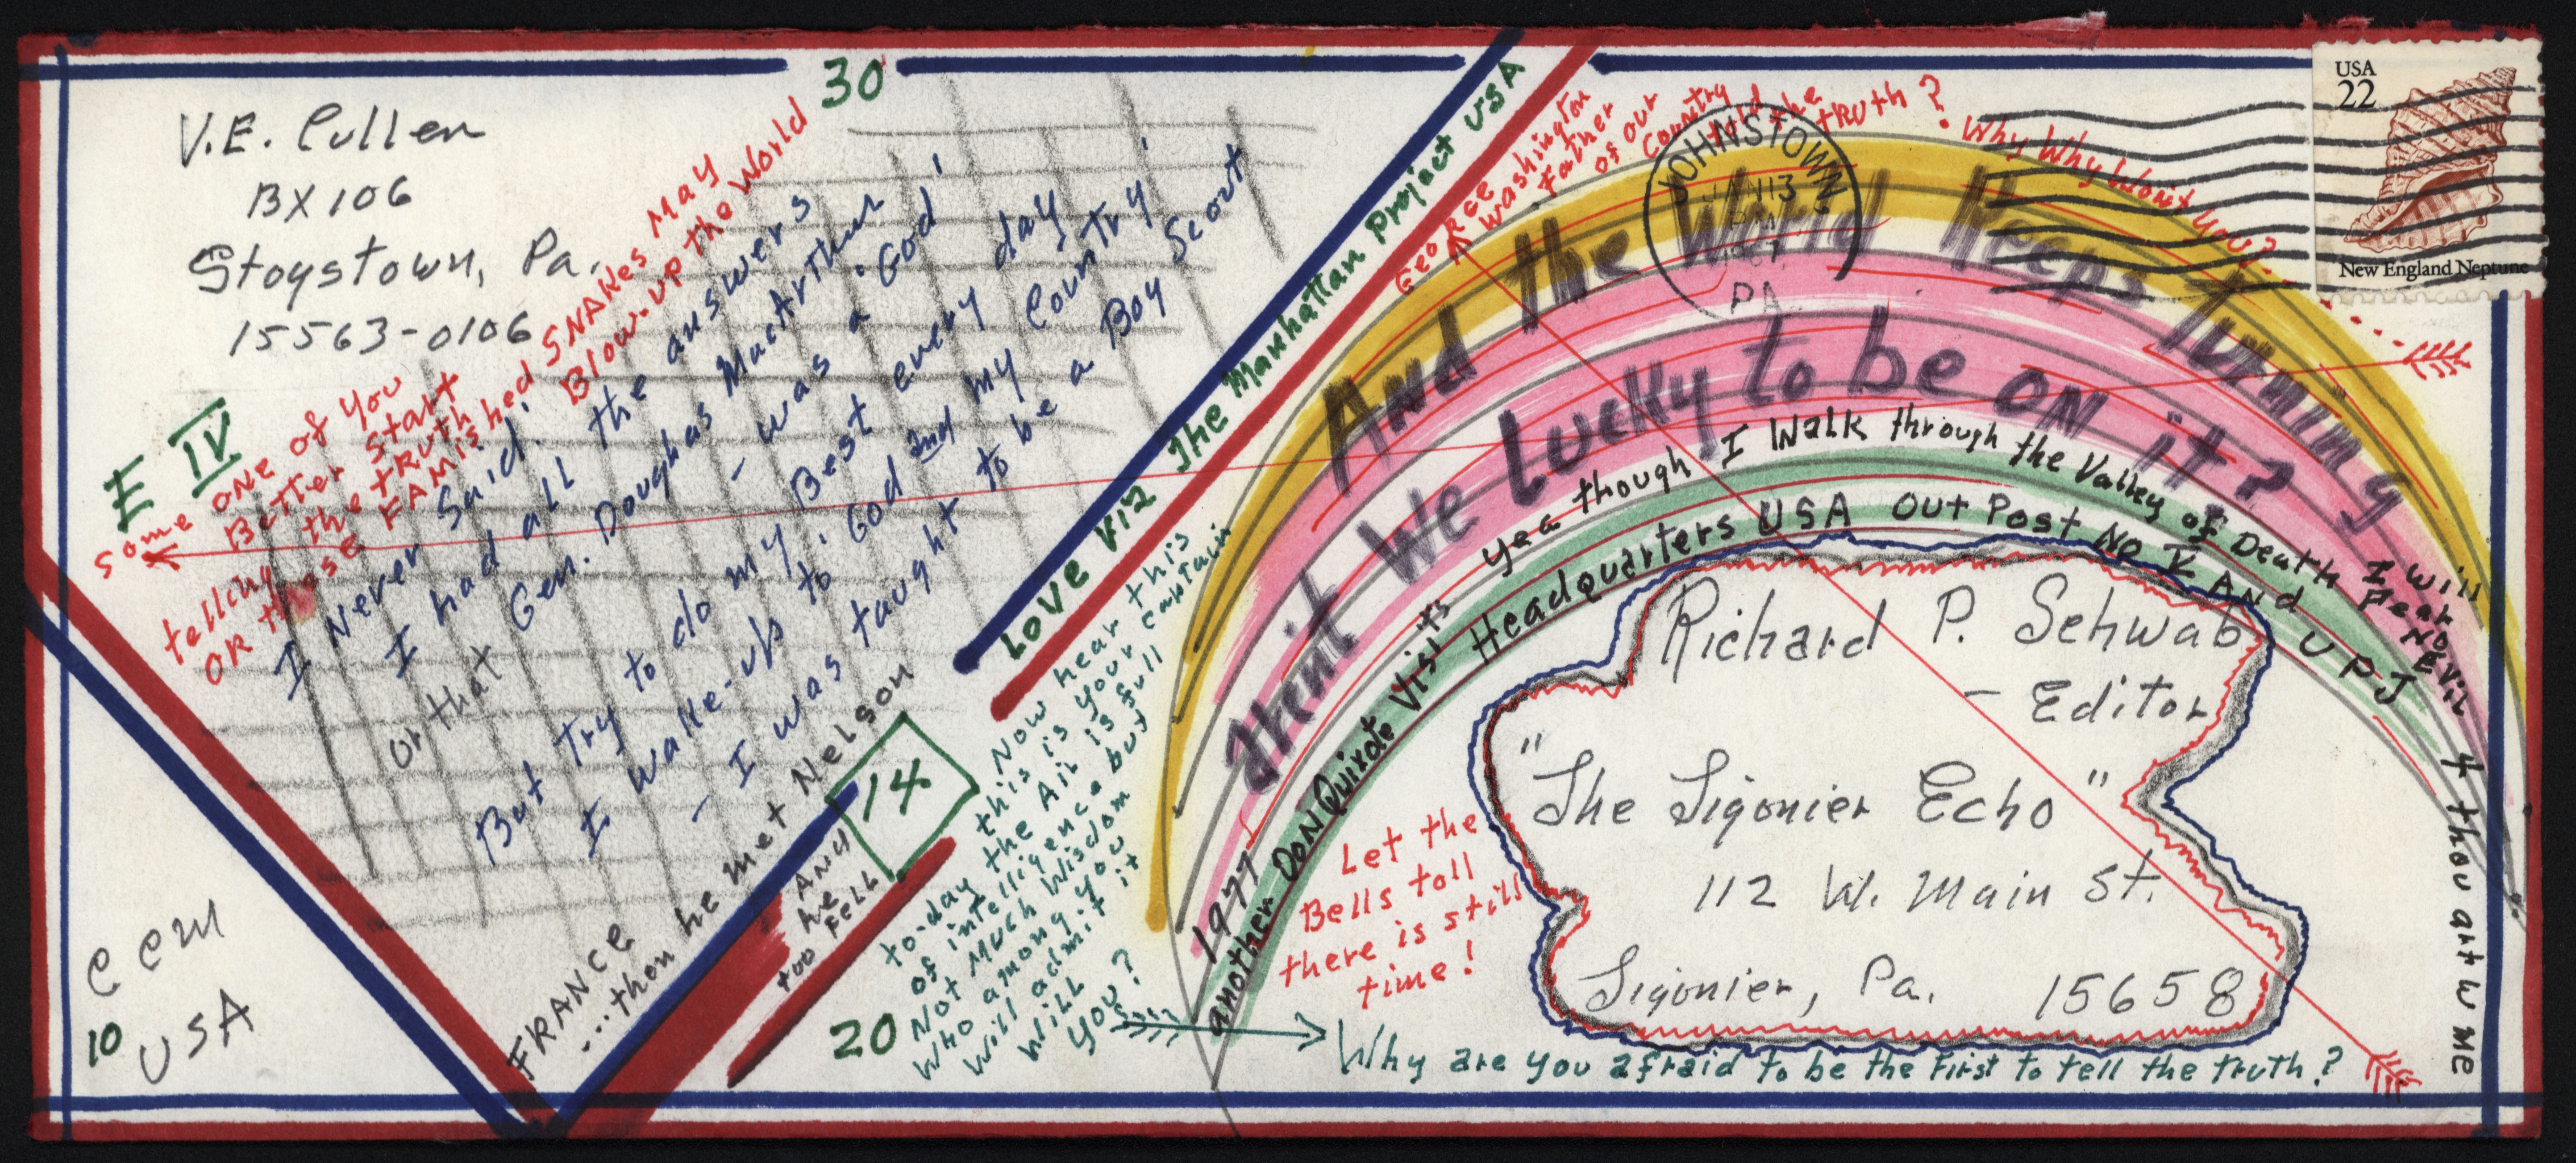 V.E. Cullen
BX 106
Stoystown, Pa.
15563-0106
30
E IV
Some one of you
Better Start
telling the tRUth
OR those FAMished SNAKes May
Blow-up the World
I Never Said:
I had all the answers
or that Gen. Doughas MacArthur
- was a 'God'
But try to do my Best every day
I wake-up to 'God and my Country'
- I was taught to be a Boy Scout
C CM
USA
10
FRANCE
...then he met Nelson
14
ANd
he
too Fell
20
Love V12 The Manhattan Project USA
Now hear this
this is your captain
to-day the Air is full
of intelligence but
Not Much Wisdom
Who among you
Will admit it
Will
you?
GeoRge Washington
Father
of our
Country
told the
tRUth?
Why Why Won't you?
JOHNSTOWN
JAN 13
PM
1987
PA
USA
22
New England Neptune
And the World Keeps Turning
arent We Lucky to be ON it?
Yea though I Walk through the Valley of Death I will
Fear
No
Evil
4 thou art w me
1977 another DON Quixote Visits Headquarters USA Out Post No V And UPJ
Richard P. Schwab
- Editor
"The Ligonier Echo"
112 W. Main St.
Ligonier, Pa. 15658
Let the
Bells toll
there is still
time!
Why are you afraid to be the First to tell the truth?